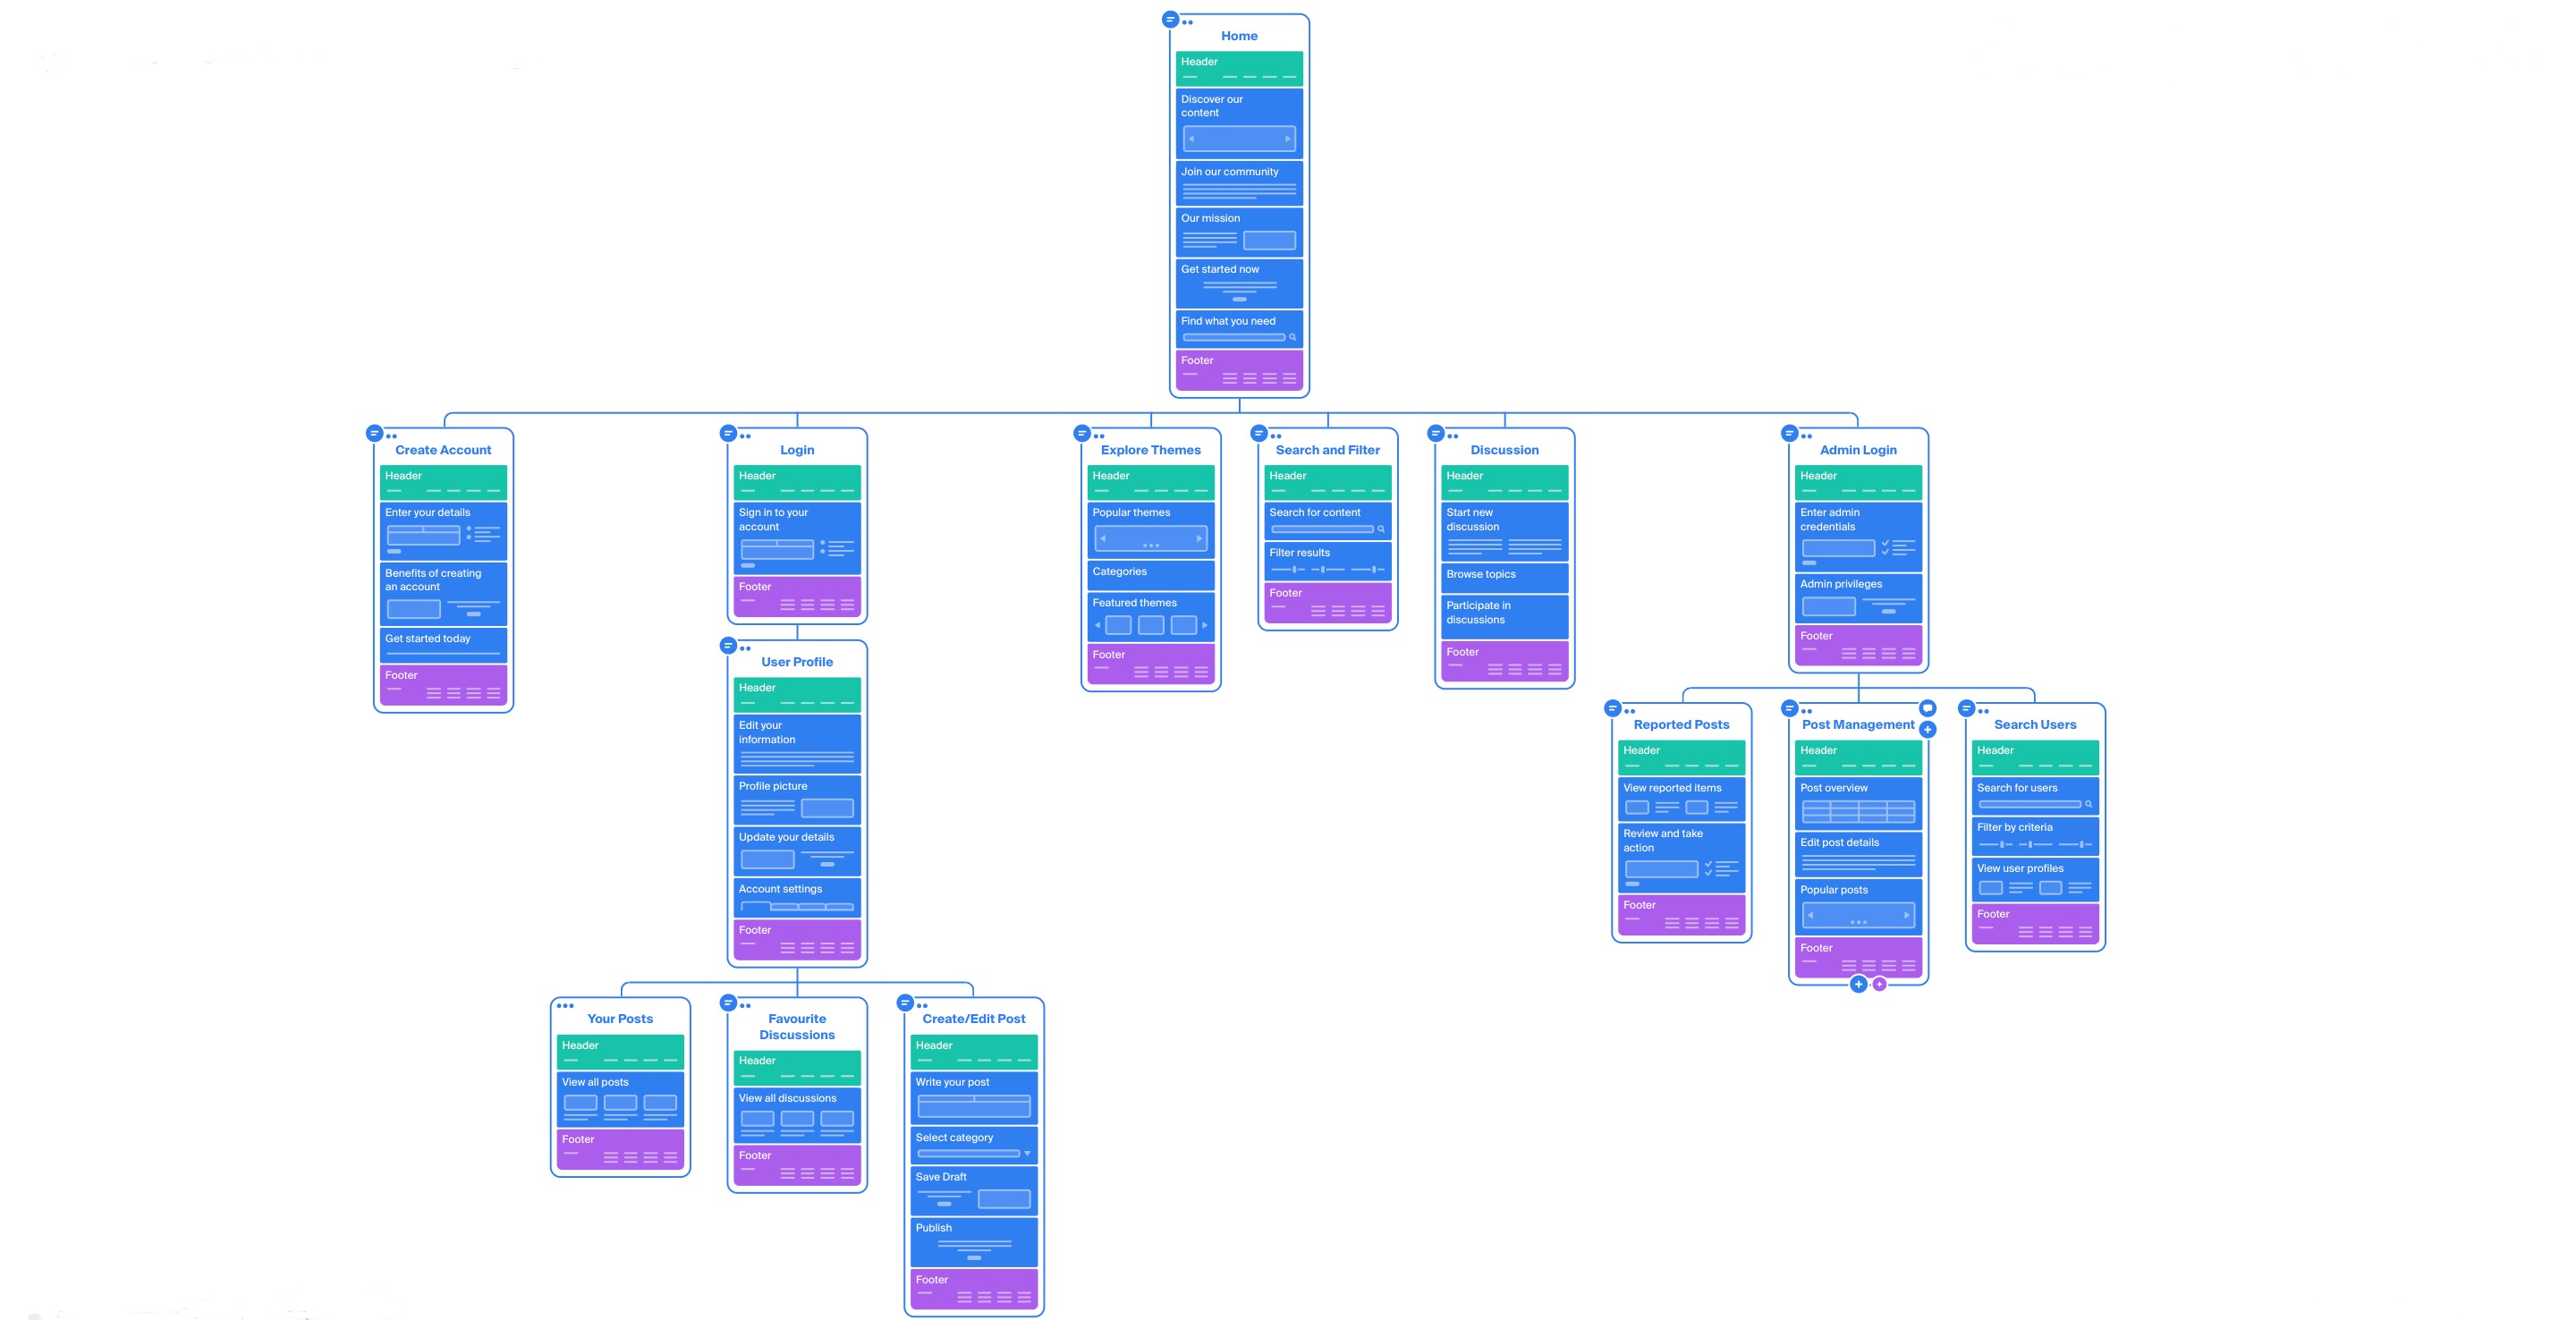 Home
Header
Discover our
content
Join our community
Our mission
Get started now
Find what you need
Footer
Create Account
Header
Enter your details
Benefits of creating
an account
Get started today
Footer
Login
Header
Sign in to your
account
Footer
User Profile
Header
Edit your
information
Profile picture
Update your details
Account settings
Footer
Your Posts
Header
View all posts
Footer
Favourite
Discussions
Header
View all discussions
Footer
Create/Edit Post
Header
Write your post
Select category
Save Draft
Publish
Footer
Explore Themes
Header
Popular themes
Categories
Featured themes
Footer
Search and Filter
Header
Search for content
Filter results
Footer
Discussion
Header
Start new
discussion
Browse topics
Participate in
discussions
Footer
Admin Login
Header
Enter admin
credentials
Admin privileges
Footer
Reported Posts
Header
View reported items
Review and take
action
Footer
Post Management
Header
Post overview
Edit post details
Popular posts
Footer
Search Users
Header
Search for users
Filter by criteria
View user profiles
Footer